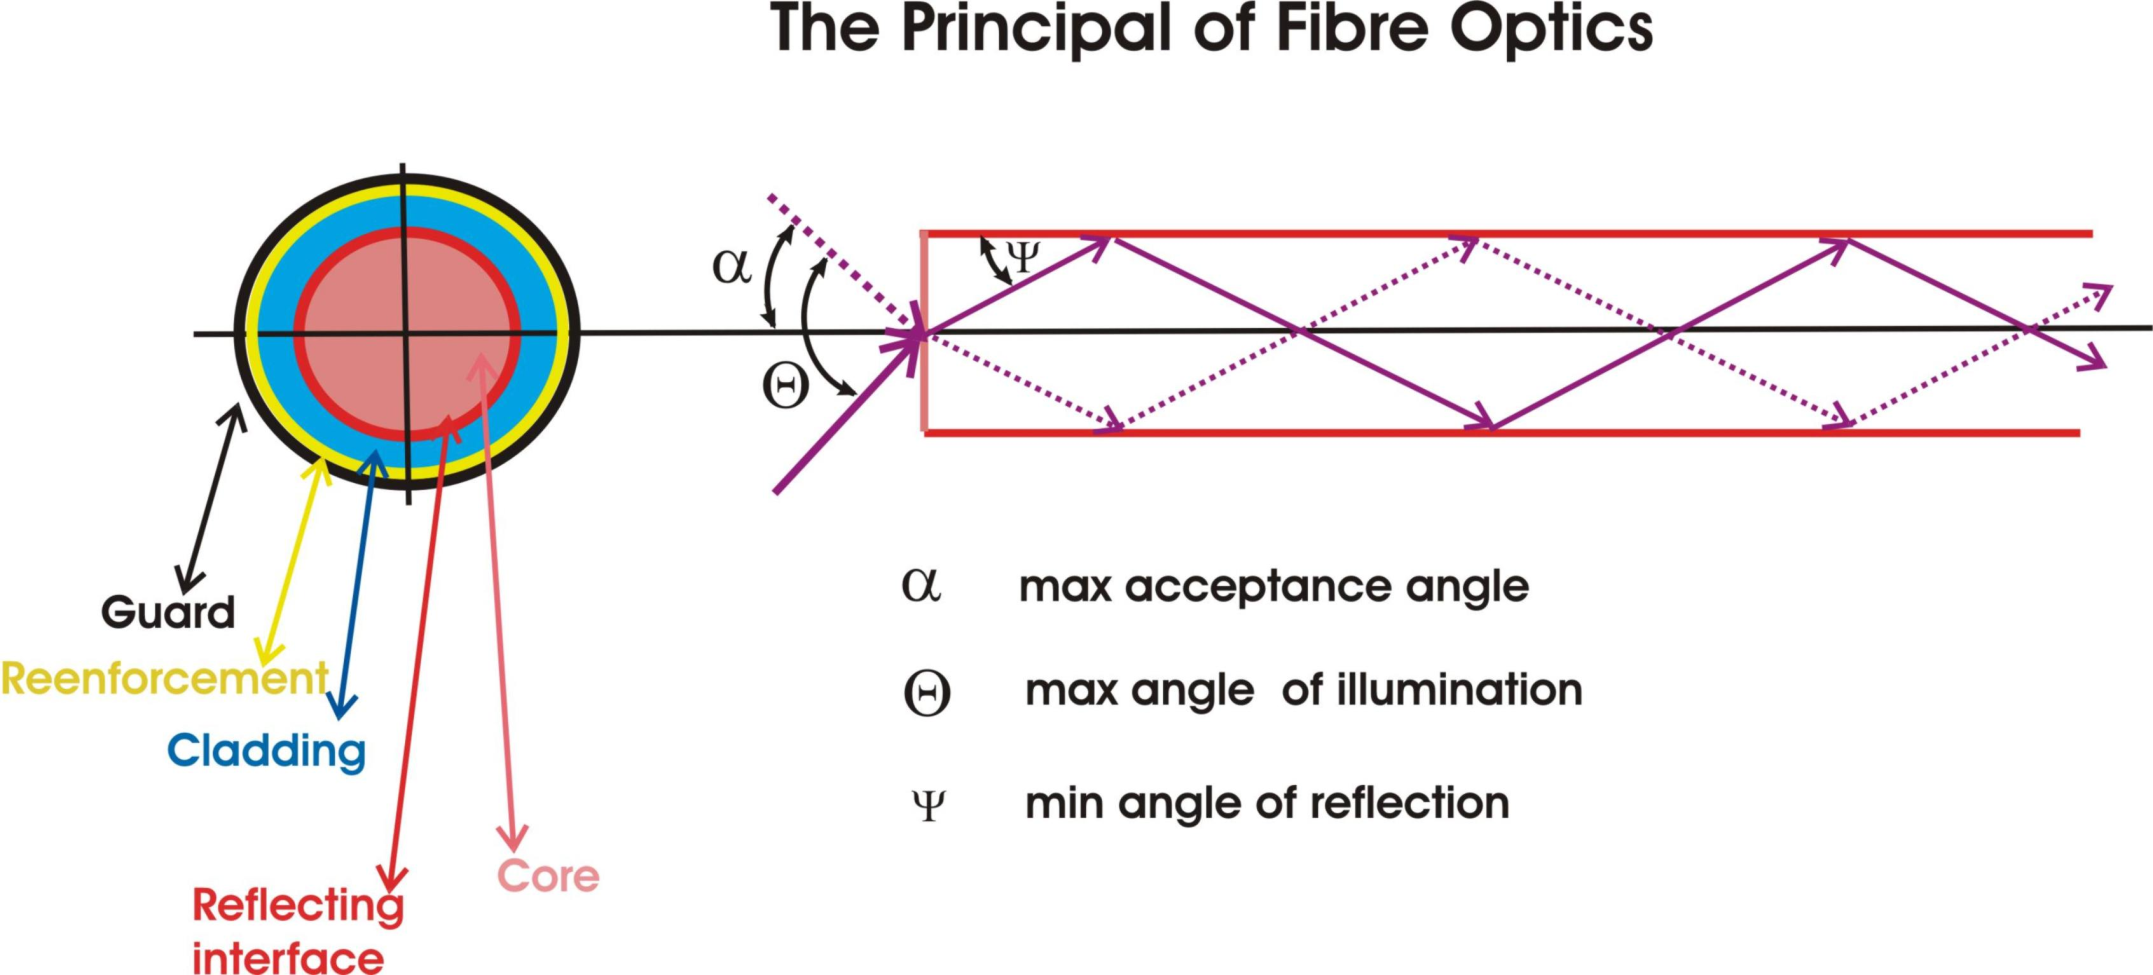 The Principal of Fibre Optics
α
Ψ
Θ
Guard
Reenforcement
Cladding
Reflecting
interface
Core
α max acceptance angle
Θ max angle of illumination
Ψ min angle of reflection